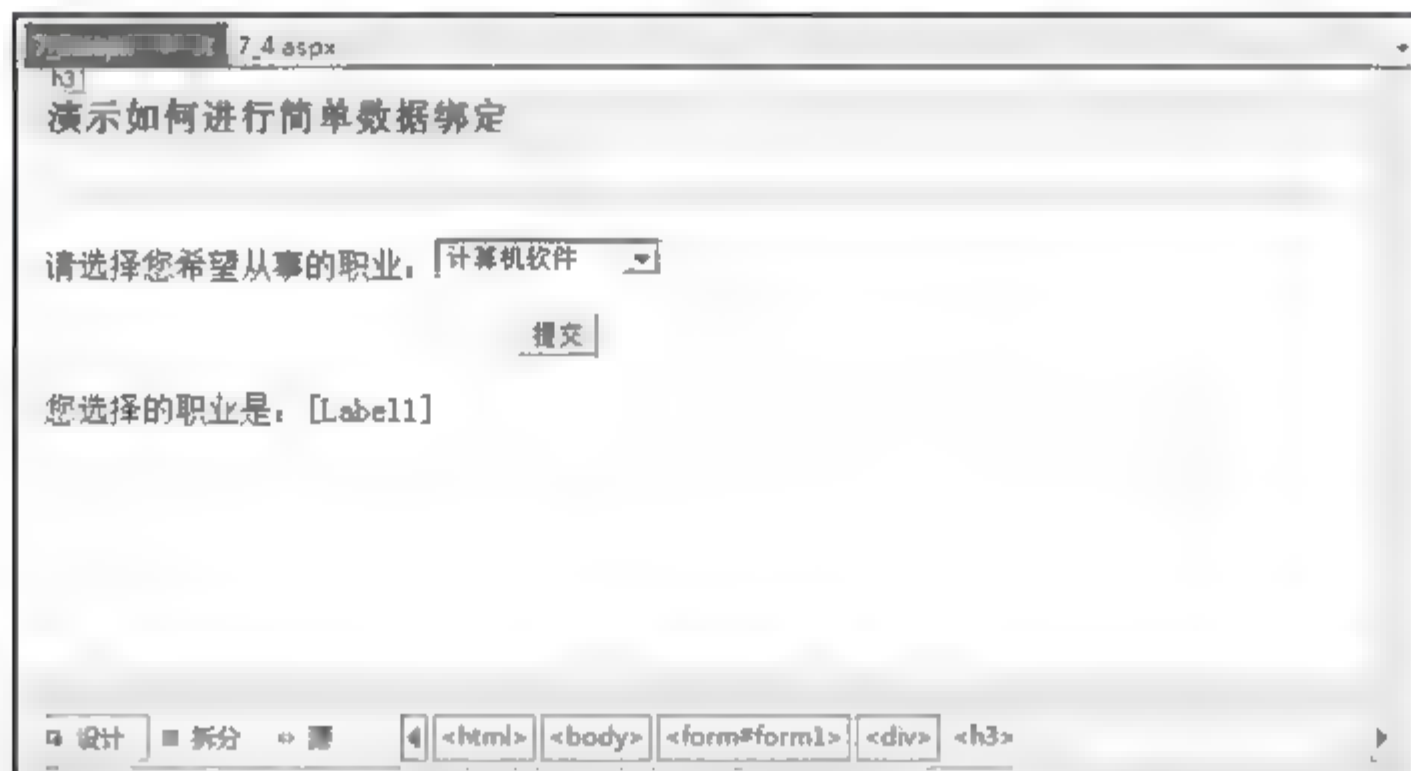 7_4.aspx
h3
演示如何进行简单数据绑定
请选择您希望从事的职业: 计算机软件
提交
您选择的职业是: [Label1]
设计 拆分 源 <html> <body> <form#form1> <div> <h3>